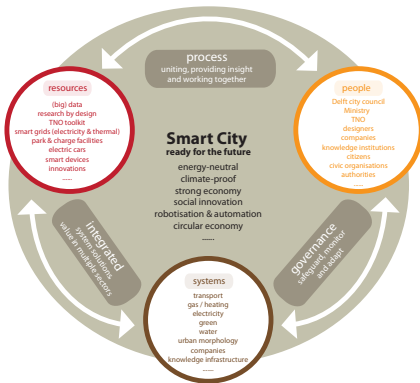 process
uniting, providing insight
and working together
resources
(big) data
research by design
TNO toolkit
smart grids (electricity & thermal)
park & charge facilities
electric cars
smart devices
innovations
......
people
Delft city council
Ministry
TNO
designers
companies
knowledge institutions
citizens
civic organisations
authorities
......
Smart City
ready for the future
energy-neutral
climate-proof
strong economy
social innovation
robotisation & automation
circular economy
......
integrated
system solutions
value in multiple sectors
governance
safeguard, monitor
and adapt
systems
transport
gas / heating
electricity
green
water
urban morphology
companies
knowledge infrastructure
......